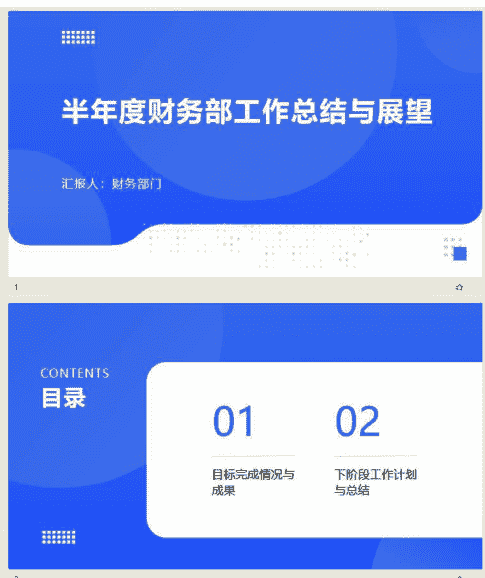 半年度财务部工作总结与展望
汇报人：财务部门
1
CONTENTS
目录
01
02
目标完成情况与
成果
下阶段工作计划
与总结